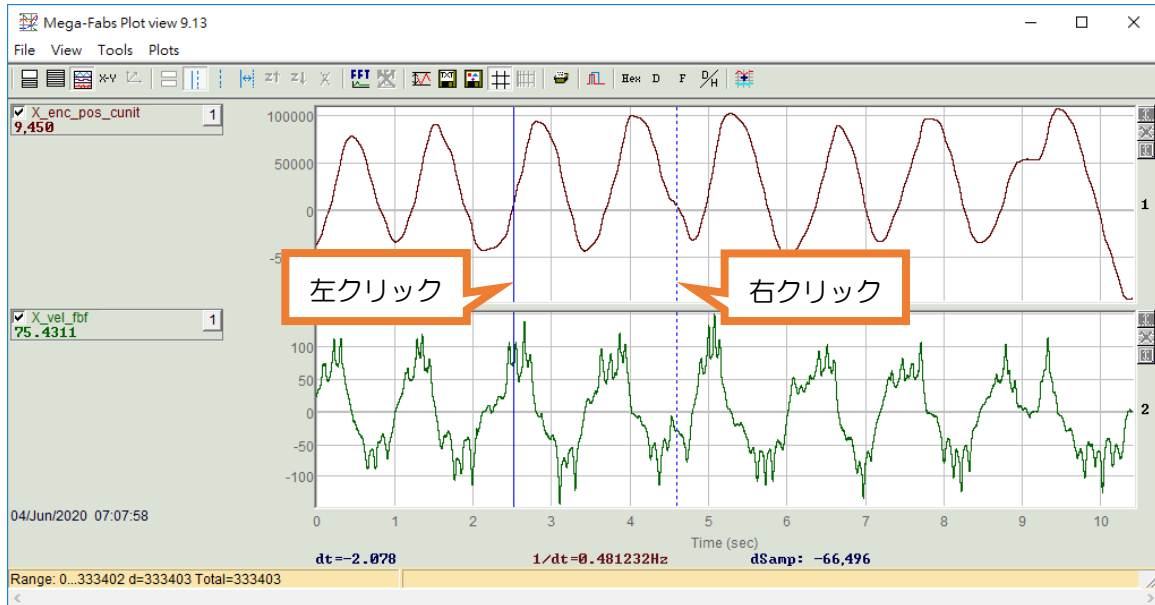 Mega-Fabs Plot view 9.13
File View Tools Plots
X-Y z↑ z↓ FFT TXT Hex D F D/H
X_enc_pos_cunit 1
9,450
100000
50000
0
1
左クリック
右クリック
X_vel_fbf 1
75.4311
100
50
0
-50
-100
2
04/Jun/2020 07:07:58
0 1 2 3 4 5 6 7 8 9 10
Time (sec)
dt=-2.078 1/dt=0.481232Hz dSamp: -66,496
Range: 0...333402 d=333403 Total=333403